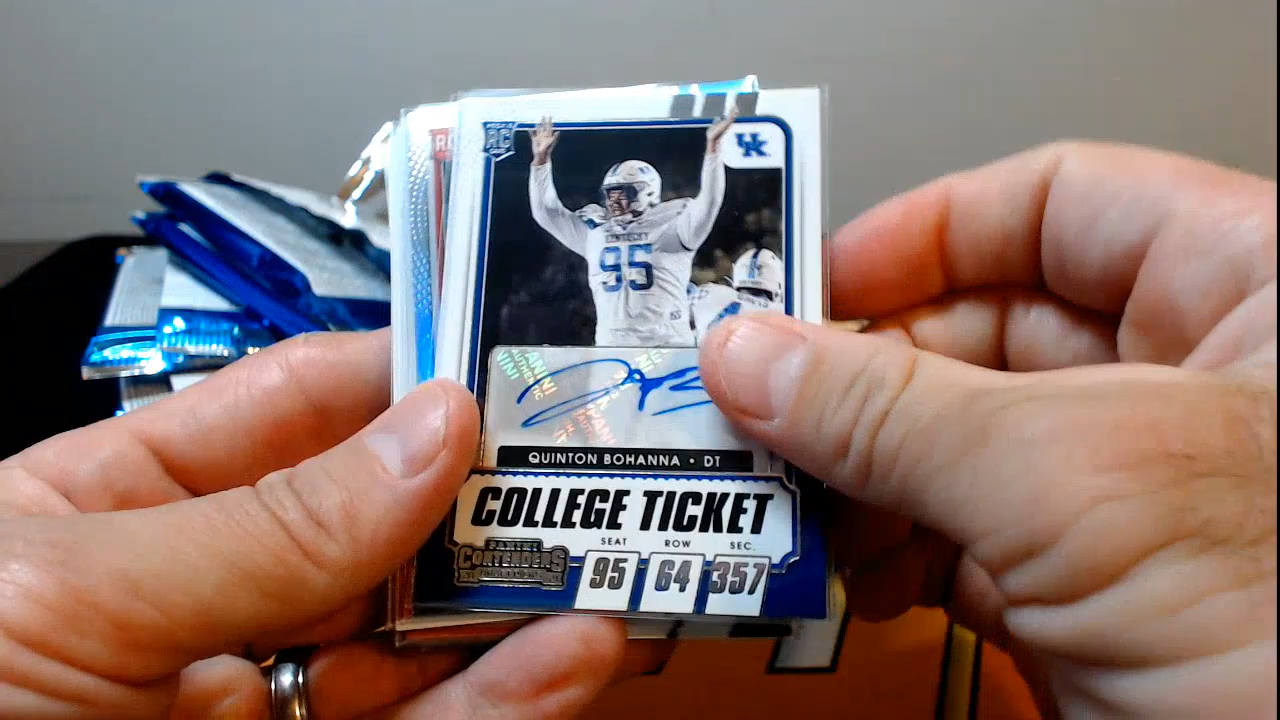 RC
UK
KENTUCKY
95
PANINI
AUTHENTIC
QUINTON BOHANNA • DT
COLLEGE TICKET
SEAT ROW SEC.
PANINI
CONTENDERS
95 64 357